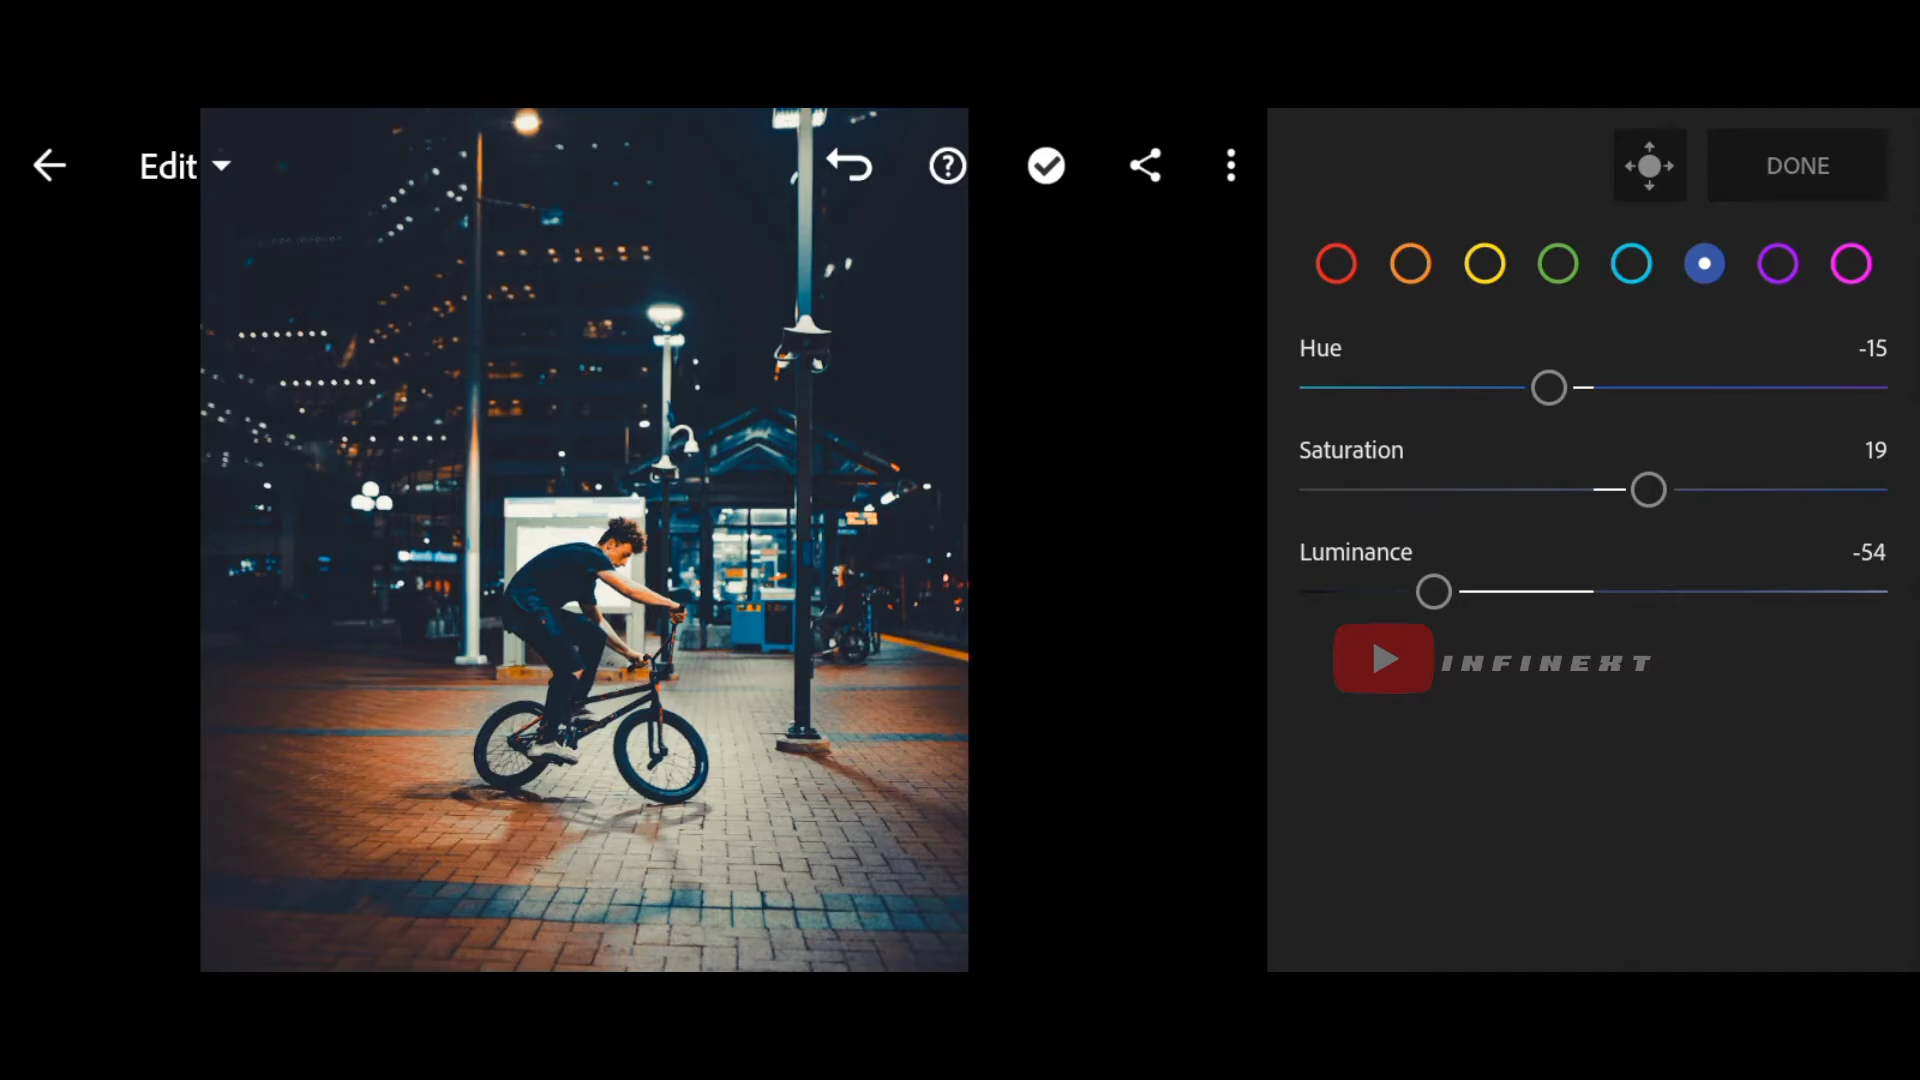 Edit
DONE
Hue -15
Saturation 19
Luminance -54
INFINEXT